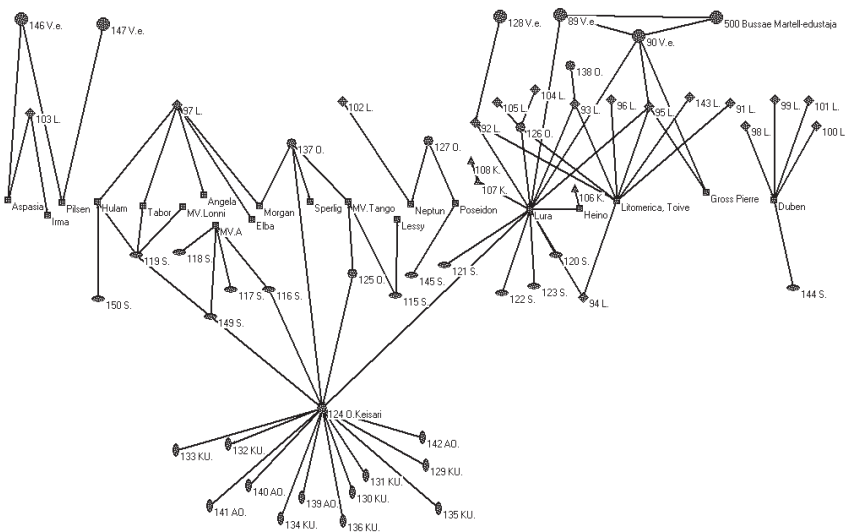 146 V.e.
147 V.e.
128 V.e.
89 V.e.
500 Bussae Martell-edustaja
90 V.e.
138 O.
103 L.
97 L.
102 L.
105 L.
104 L.
93 L.
96 L.
95 L.
143 L.
91 L.
99 L.
101 L.
92 L.
126 O.
98 L.
100 L.
137 O.
127 O.
108 K.
107 K.
106 K.
Aspasia
Irma
Pilsen
Hulam
Tabor
MV.Lonni
Angela
Elba
Morgan
Sperlig
MV.Tango
Lessy
Neptun
Poseidon
Lura
Heino
Litomerica, Toive
Gross Pierre
Duben
MV.A
119 S.
118 S.
125 O.
145 S.
121 S.
120 S.
150 S.
117 S.
116 S.
115 S.
122 S.
123 S.
94 L.
144 S.
149 S.
124 O.Keisari
142 AO.
133 KU.
132 KU.
129 KU.
131 KU.
140 AO.
130 KU.
139 AO.
141 AO.
135 KU.
134 KU.
136 KU.